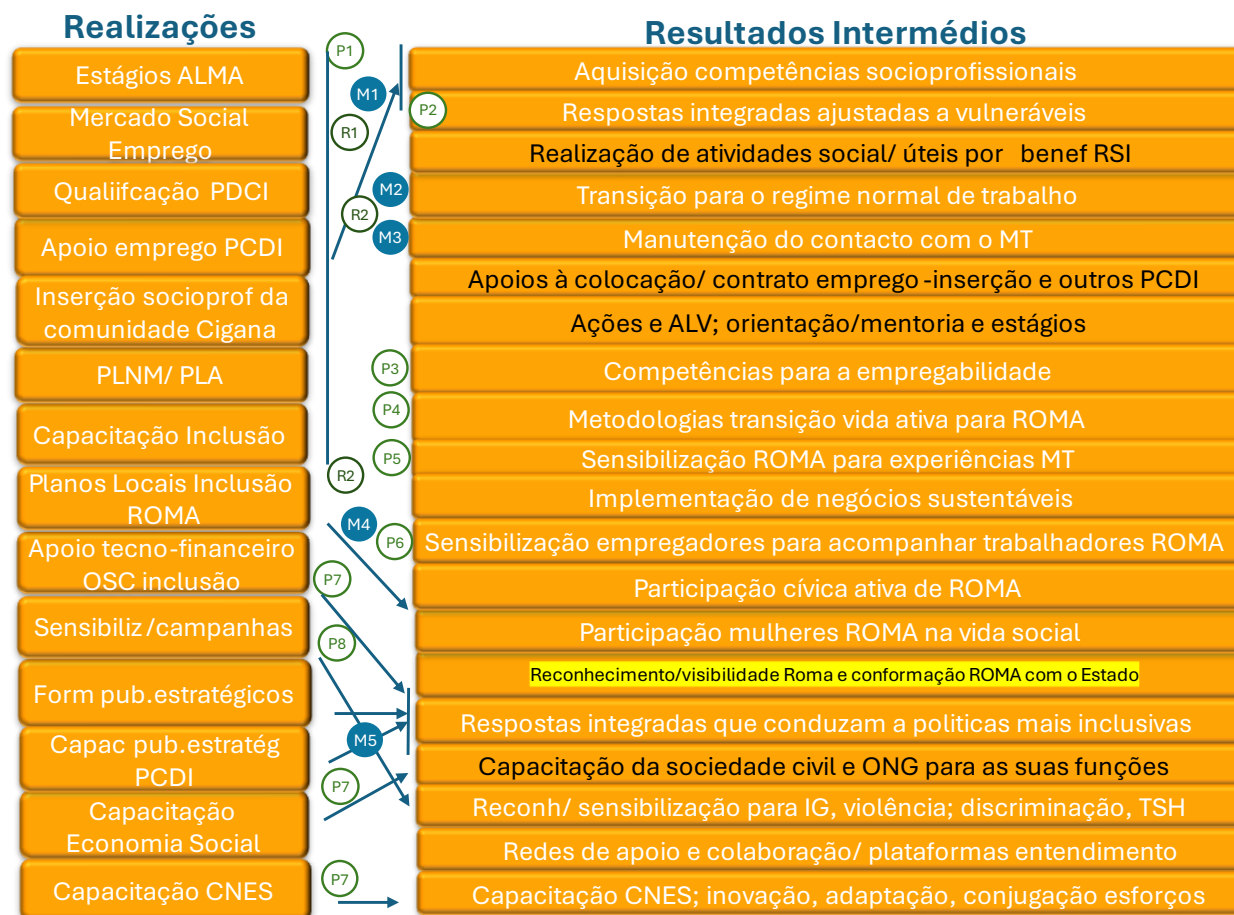 Realizações
Estágios ALMA
Mercado Social
Emprego
Qualiifcação PDCI
Apoio emprego PCDI
Inserção socioprof da
comunidade Cigana
PLNM/ PLA
Capacitação Inclusão
Planos Locais Inclusão
ROMA
Apoio tecno-financeiro
OSC inclusão
Sensibiliz/campanhas
Form pub.estratégicos
Capac pub.estratég
PCDI
Capacitação
Economia Social
Capacitação CNES
P1
M1
P2
R1
M2
R2
M3
P3
P4
P5
R2
M4
P6
P7
P8
M5
P7
P7
Resultados Intermédios
Aquisição competências socioprofissionais
Respostas integradas ajustadas a vulneráveis
Realização de atividades social/ úteis por benef RSI
Transição para o regime normal de trabalho
Manutenção do contacto com o MT
Apoios à colocação/ contrato emprego-inserção e outros PCDI
Ações e ALV; orientação/mentoria e estágios
Competências para a empregabilidade
Metodologias transição vida ativa para ROMA
Sensibilização ROMA para experiências MT
Implementação de negócios sustentáveis
Sensibilização empregadores para acompanhar trabalhadores ROMA
Participação cívica ativa de ROMA
Participação mulheres ROMA na vida social
Reconhecimento/visibilidade Roma e conformação ROMA com o Estado
Respostas integradas que conduzam a politicas mais inclusivas
Capacitação da sociedade civil e ONG para as suas funções
Reconh/ sensibilização para IG, violência; discriminação, TSH
Redes de apoio e colaboração/ plataformas entendimento
Capacitação CNES; inovação, adaptação, conjugação esforços